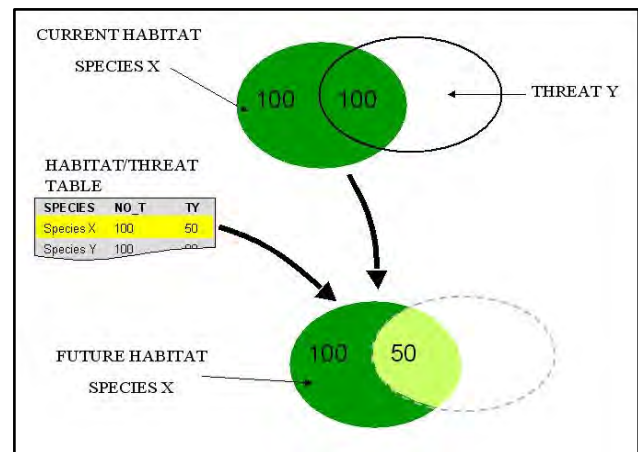 CURRENT HABITAT
SPECIES X
100 100
THREAT Y
HABITAT/THREAT
TABLE
SPECIES NO_T TY
Species X 100 50
Species Y 100
100 50
FUTURE HABITAT
SPECIES X